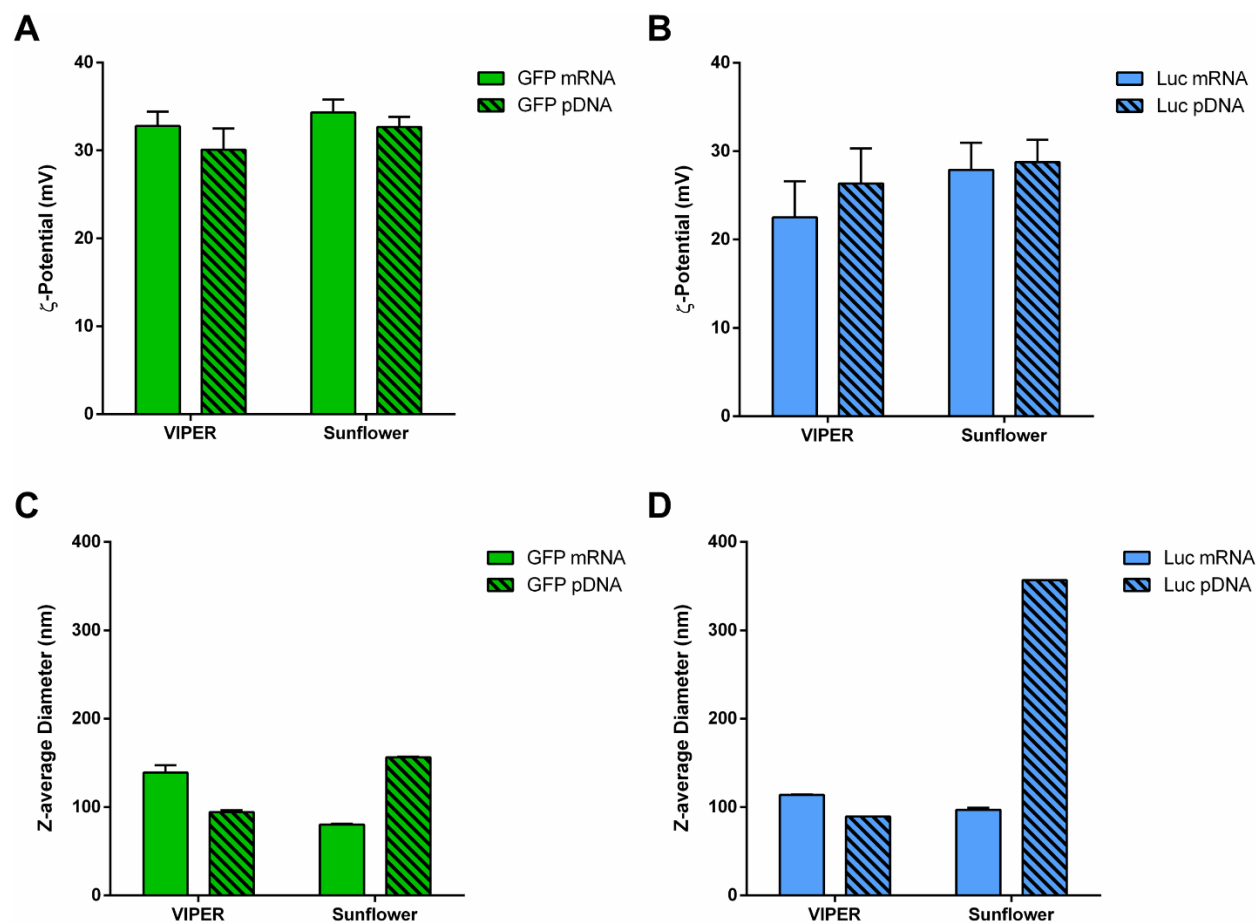 A
ζ-Potential (mV)
40
30
20
10
0
VIPER
Sunflower
GFP mRNA
GFP pDNA
B
ζ-Potential (mV)
40
30
20
10
0
VIPER
Sunflower
Luc mRNA
Luc pDNA
C
Z-average Diameter (nm)
400
300
200
100
0
VIPER
Sunflower
GFP mRNA
GFP pDNA
D
Z-average Diameter (nm)
400
300
200
100
0
VIPER
Sunflower
Luc mRNA
Luc pDNA